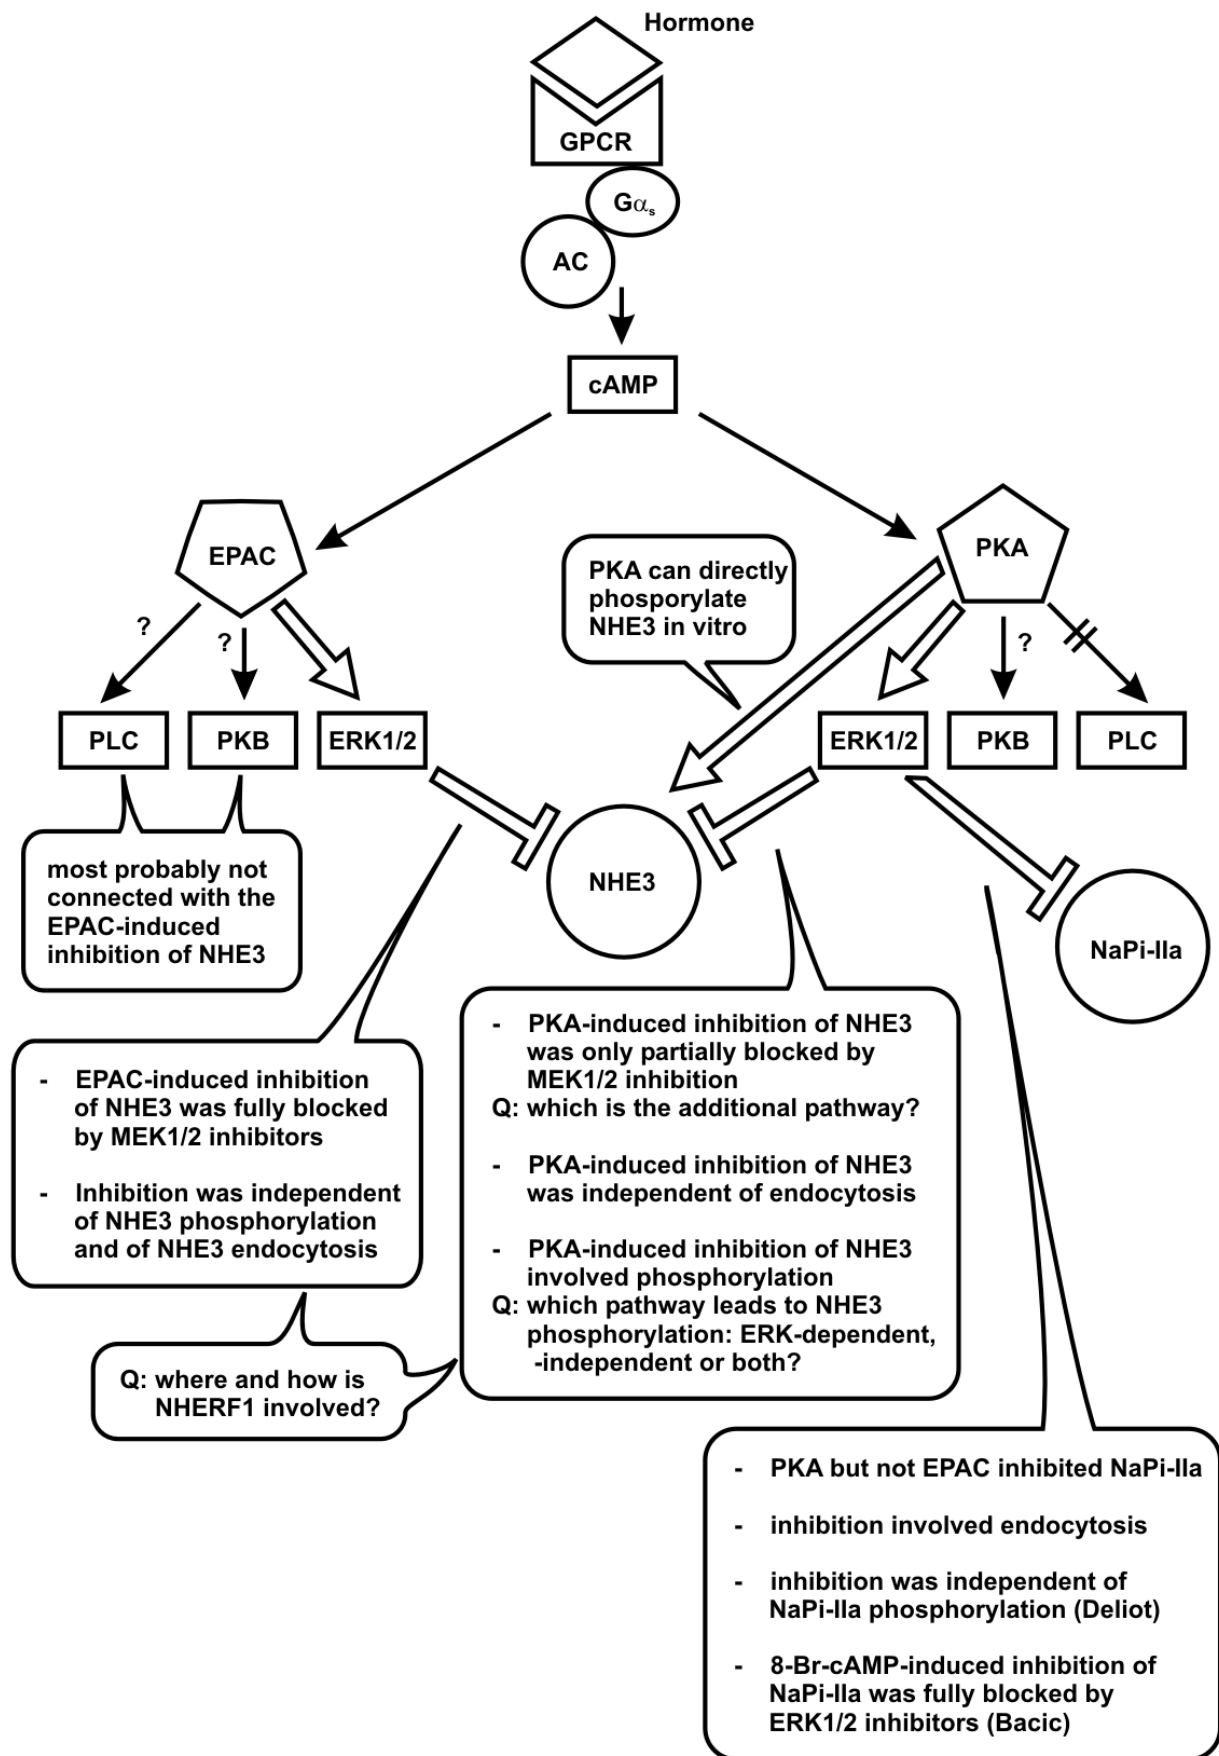 Hormone
GPCR
Gαs
AC
cAMP
EPAC
PKA
PKA can directly
phosporylate
NHE3 in vitro
?
?
?
PLC
PKB
ERK1/2
ERK1/2
PKB
PLC
NHE3
NaPi-IIa
most probably not
connected with the
EPAC-induced
inhibition of NHE3
- EPAC-induced inhibition
of NHE3 was fully blocked
by MEK1/2 inhibitors
- Inhibition was independent
of NHE3 phosphorylation
and of NHE3 endocytosis
- PKA-induced inhibition of NHE3
was only partially blocked by
MEK1/2 inhibition
Q: which is the additional pathway?
- PKA-induced inhibition of NHE3
was independent of endocytosis
- PKA-induced inhibition of NHE3
involved phosphorylation
Q: which pathway leads to NHE3
phosphorylation: ERK-dependent,
-independent or both?
Q: where and how is
NHERF1 involved?
- PKA but not EPAC inhibited NaPi-IIa
- inhibition involved endocytosis
- inhibition was independent of
NaPi-IIa phosphorylation (Deliot)
- 8-Br-cAMP-induced inhibition of
NaPi-IIa was fully blocked by
ERK1/2 inhibitors (Bacic)